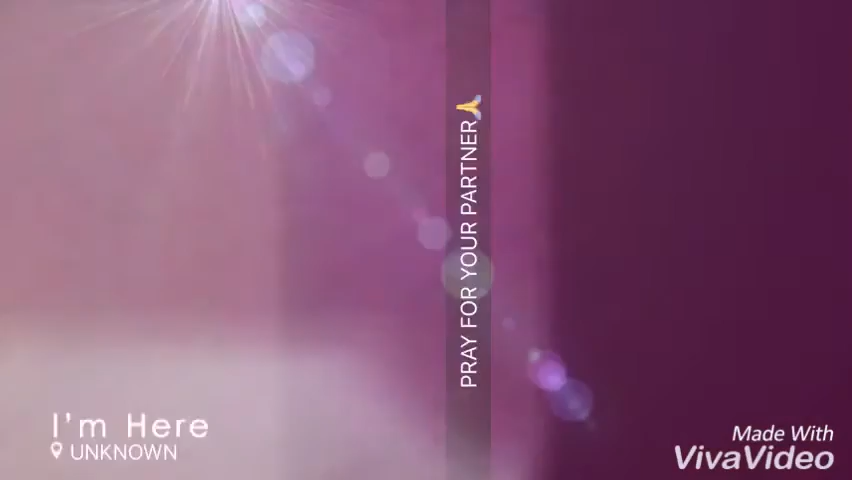 PRAY FOR YOUR PARTNER🙏
I'm Here
UNKNOWN
Made With
VivaVideo